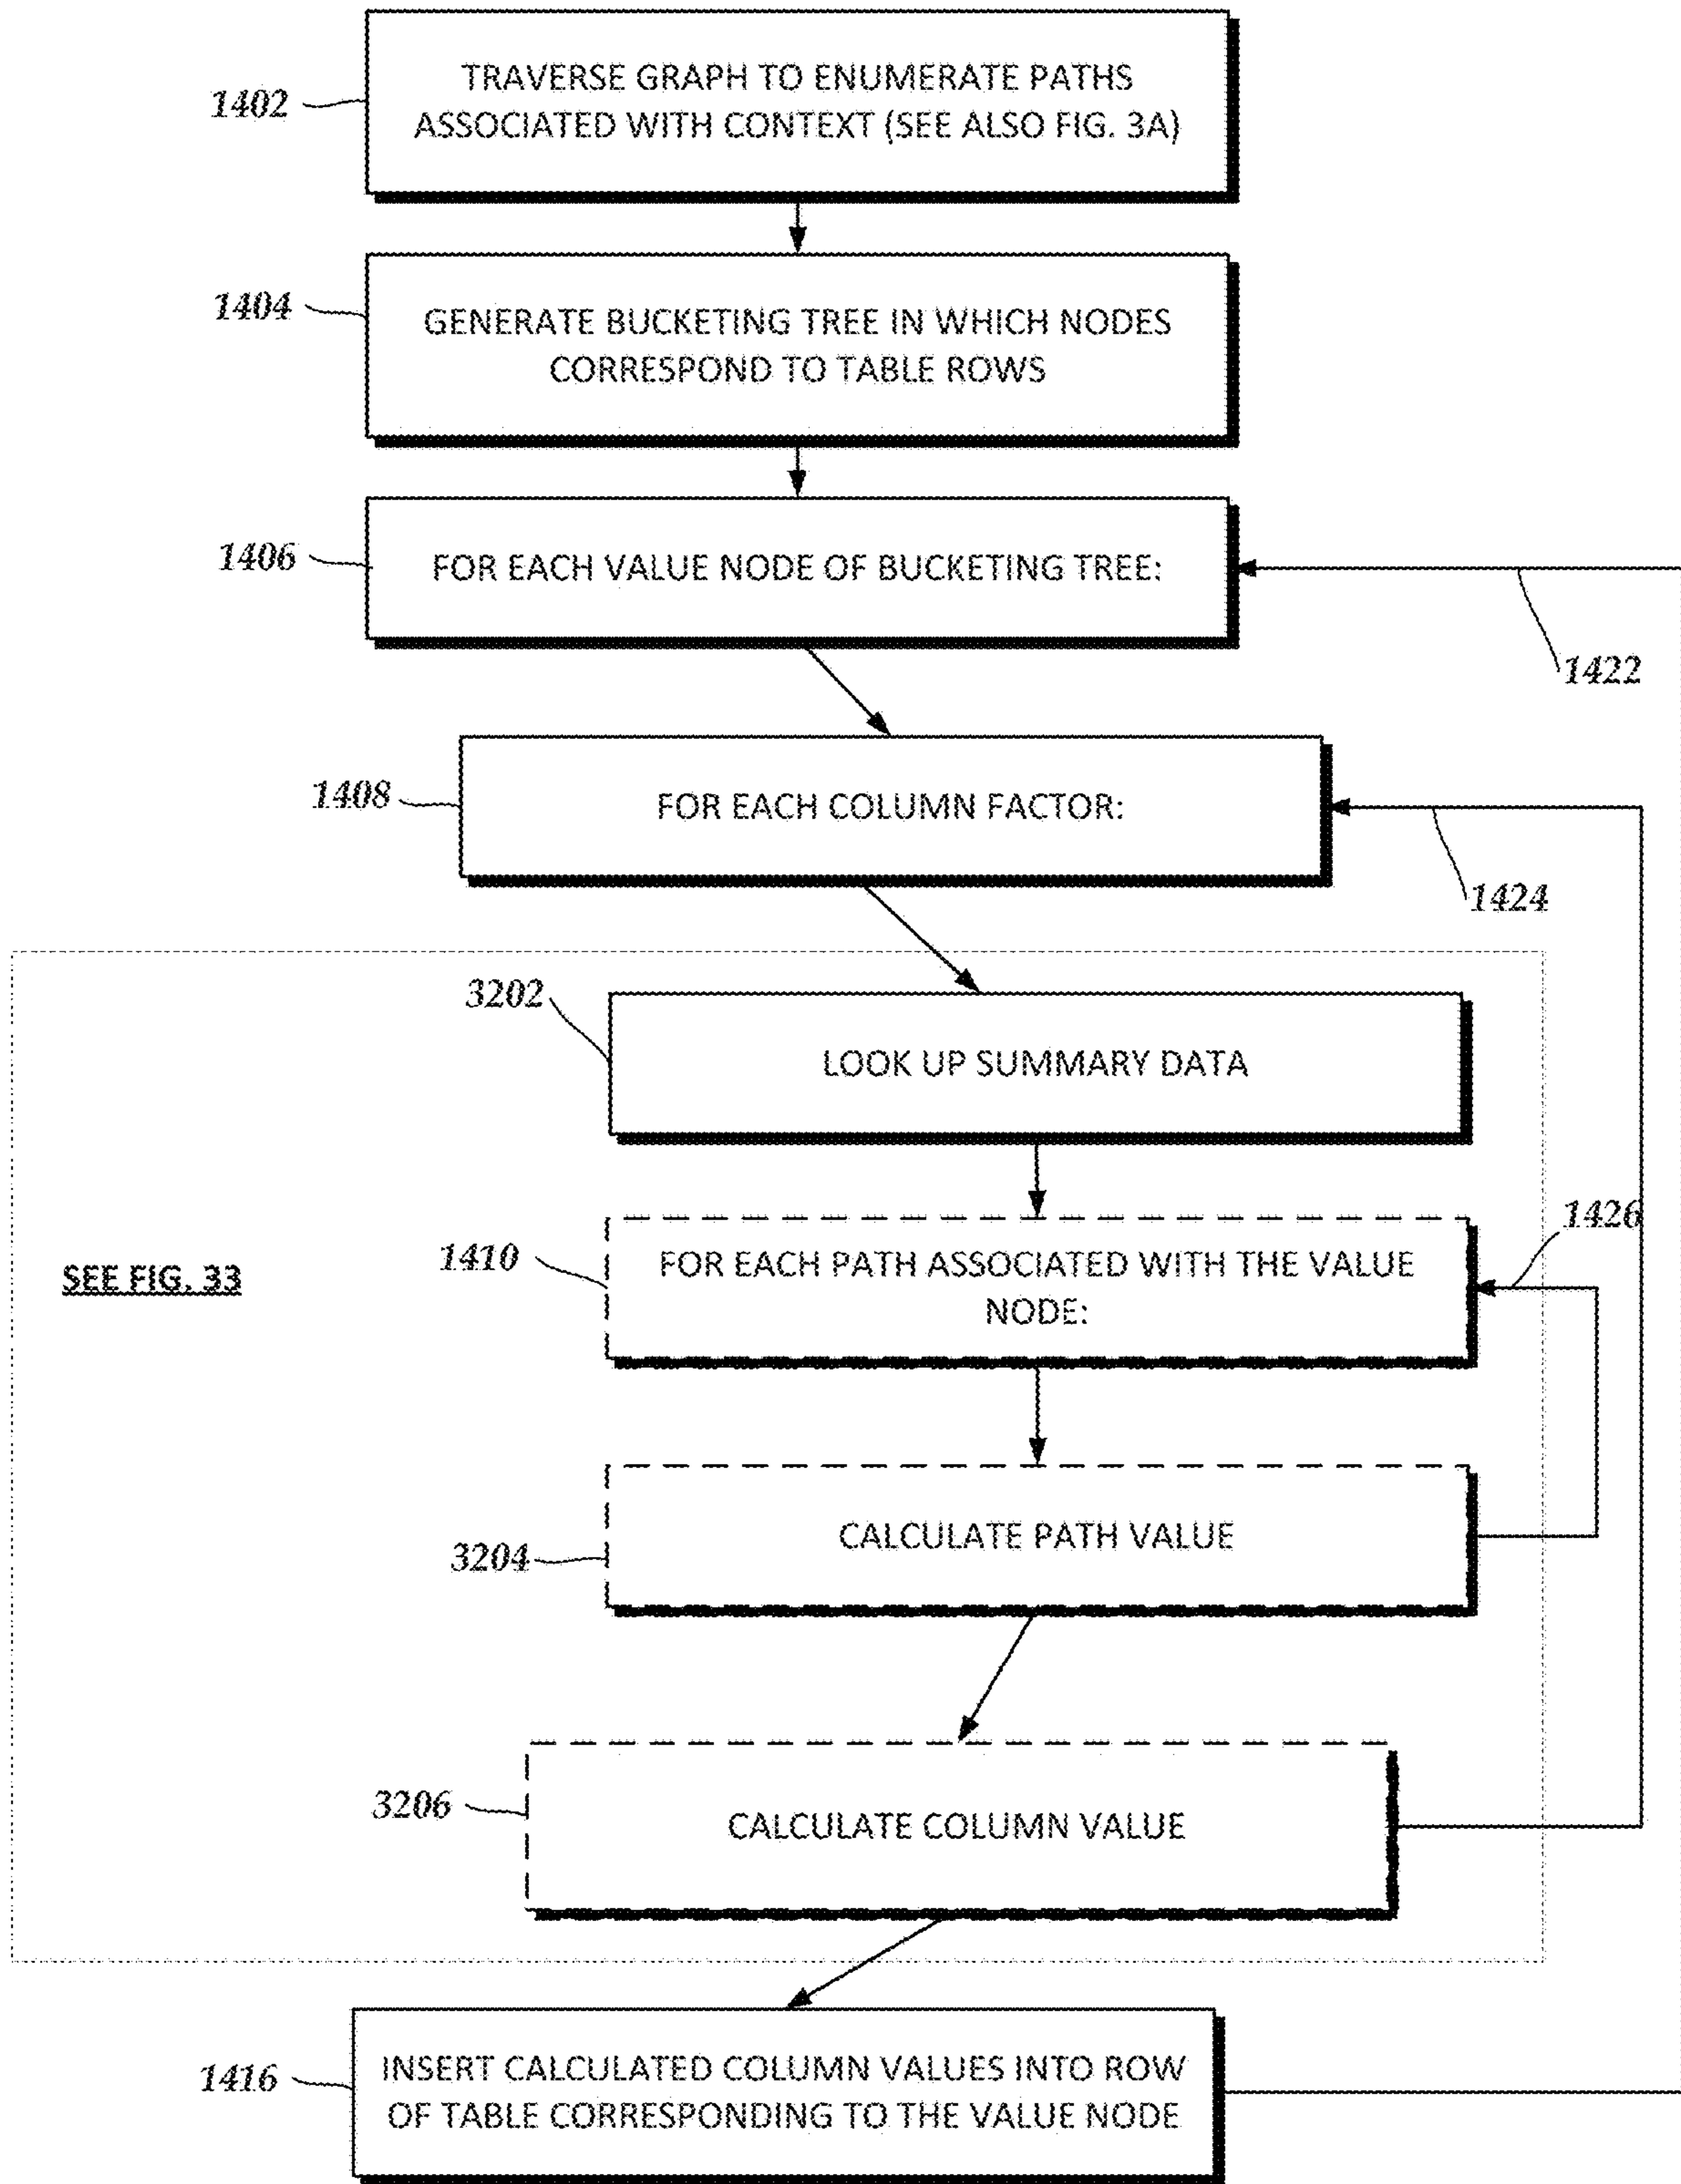 1402
TRAVERSE GRAPH TO ENUMERATE PATHS
ASSOCIATED WITH CONTEXT (SEE ALSO FIG. 3A)
1404
GENERATE BUCKETING TREE IN WHICH NODES
CORRESPOND TO TABLE ROWS
1406
FOR EACH VALUE NODE OF BUCKETING TREE:
1422
1408
FOR EACH COLUMN FACTOR:
1424
3202
LOOK UP SUMMARY DATA
1426
SEE FIG. 33
1410
FOR EACH PATH ASSOCIATED WITH THE VALUE
NODE:
3204
CALCULATE PATH VALUE
3206
CALCULATE COLUMN VALUE
1416
INSERT CALCULATED COLUMN VALUES INTO ROW
OF TABLE CORRESPONDING TO THE VALUE NODE